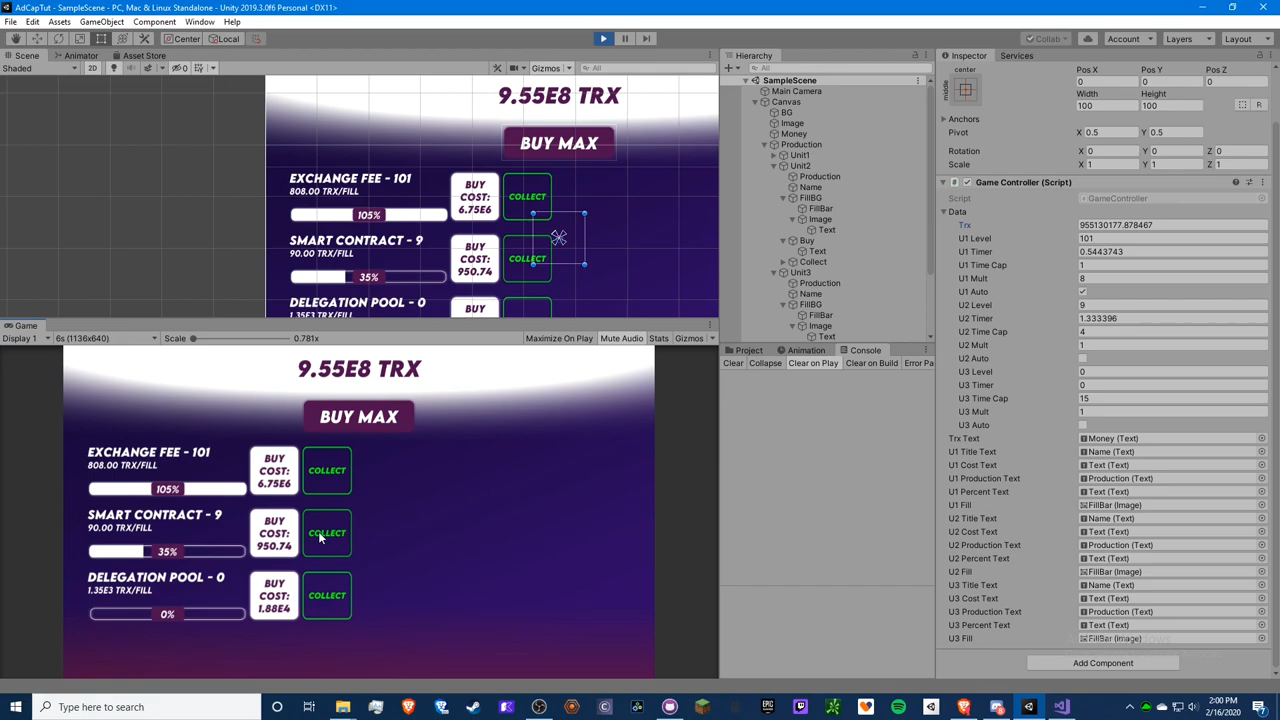 AdCapTut - SampleScene - PC, Mac & Linux Standalone - Unity 2019.3.0f6 Personal <DX11>
File Edit Assets GameObject Component Window Help
Center Local Collab Account Layers Layout
Scene Animator Asset Store
Shaded 2D 0 Gizmos All
9.55E8 TRX
BUY MAX
EXCHANGE FEE - 101
808.00 TRX/FILL
105%
BUY
COST:
6.75E6
COLLECT
SMART CONTRACT - 9
90.00 TRX/FILL
35%
BUY
COST:
950.74
COLLECT
DELEGATION POOL - 0
1.35E3 TRX/FILL
BUY
Game
Display 1 6s (1136x640) Scale 0.781x Maximize On Play Mute Audio Stats Gizmos
9.55E8 TRX
BUY MAX
EXCHANGE FEE - 101
808.00 TRX/FILL
105%
BUY
COST:
6.75E6
COLLECT
SMART CONTRACT - 9
90.00 TRX/FILL
35%
BUY
COST:
950.74
COLLECT
DELEGATION POOL - 0
1.35E3 TRX/FILL
0%
BUY
COST:
1.88E4
COLLECT
Hierarchy
All
SampleScene
Main Camera
Canvas
BG
Image
Money
Production
Unit1
Unit2
Production
Name
FillBG
FillBar
Image
Text
Buy
Text
Collect
Unit3
Production
Name
FillBG
FillBar
Image
Text
Project Animation Console
Clear Collapse Clear on Play Clear on Build Error Pa
Inspector Services
center
middle
Pos X Pos Y Pos Z
0 0 0
Width Height
100 100
R
Anchors
Pivot X 0.5 Y 0.5
Rotation X 0 Y 0 Z 0
Scale X 1 Y 1 Z 1
Game Controller (Script)
Script GameController
Data
Trx 955130177.878467
U1 Level 101
U1 Timer 0.5443743
U1 Time Cap 1
U1 Mult 8
U1 Auto
U2 Level 9
U2 Timer 1.333396
U2 Time Cap 4
U2 Mult 1
U2 Auto
U3 Level 0
U3 Timer 0
U3 Time Cap 15
U3 Mult 1
U3 Auto
Trx Text Money (Text)
U1 Title Text Name (Text)
U1 Cost Text Text (Text)
U1 Production Text Production (Text)
U1 Percent Text Text (Text)
U1 Fill FillBar (Image)
U2 Title Text Name (Text)
U2 Cost Text Text (Text)
U2 Production Text Production (Text)
U2 Percent Text Text (Text)
U2 Fill FillBar (Image)
U3 Title Text Name (Text)
U3 Cost Text Text (Text)
U3 Production Text Production (Text)
U3 Percent Text Text (Text)
U3 Fill FillBar (Image)
Add Component
Type here to search
2:00 PM
2/16/2020